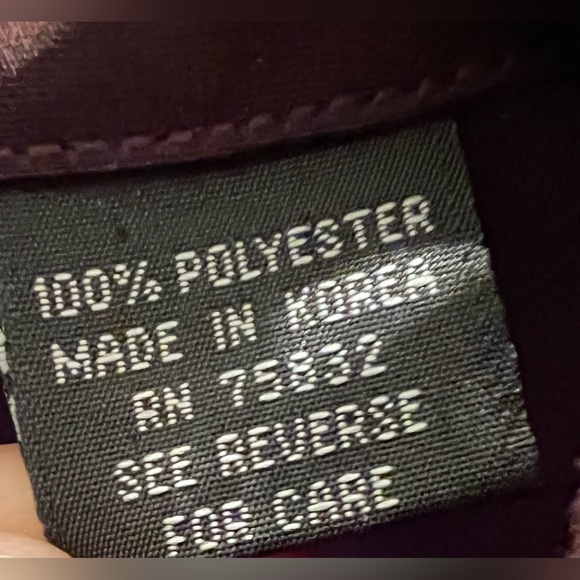 100% POLYESTER
MADE IN KOREA
RN 75832
SEE REVERSE
FOR CARE